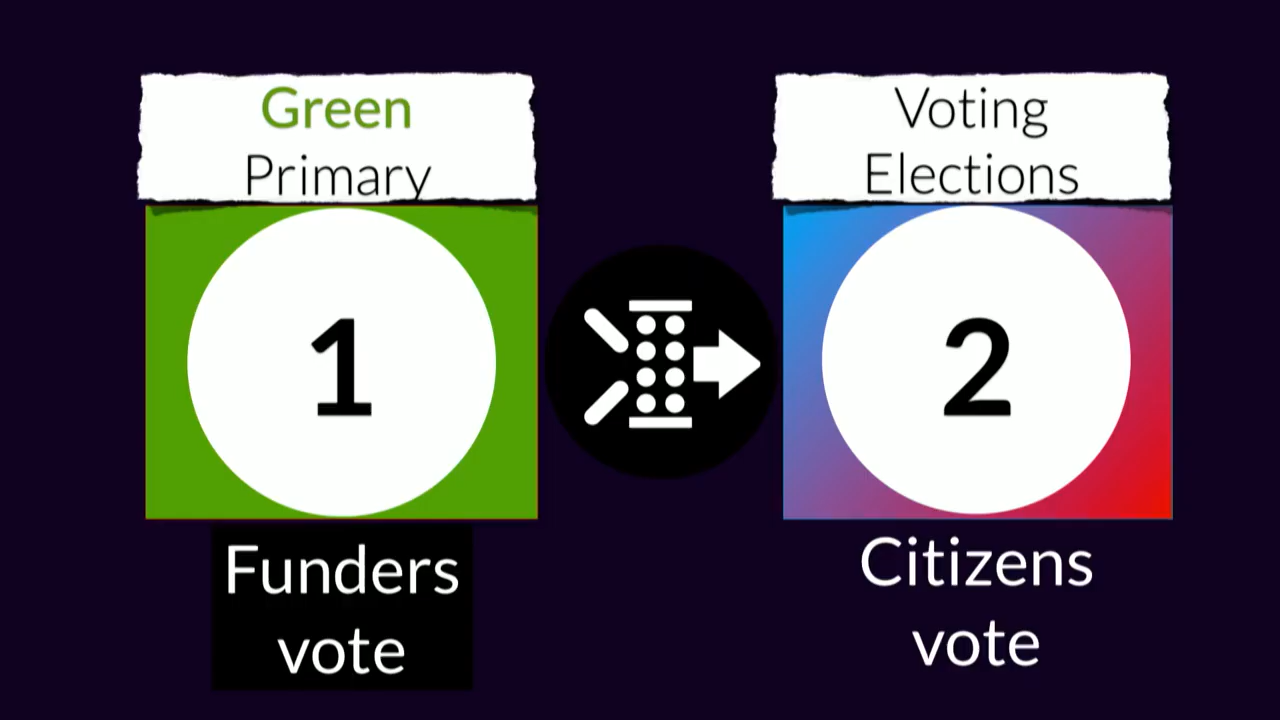 Green
Primary
1
Funders
vote
Voting
Elections
2
Citizens
vote